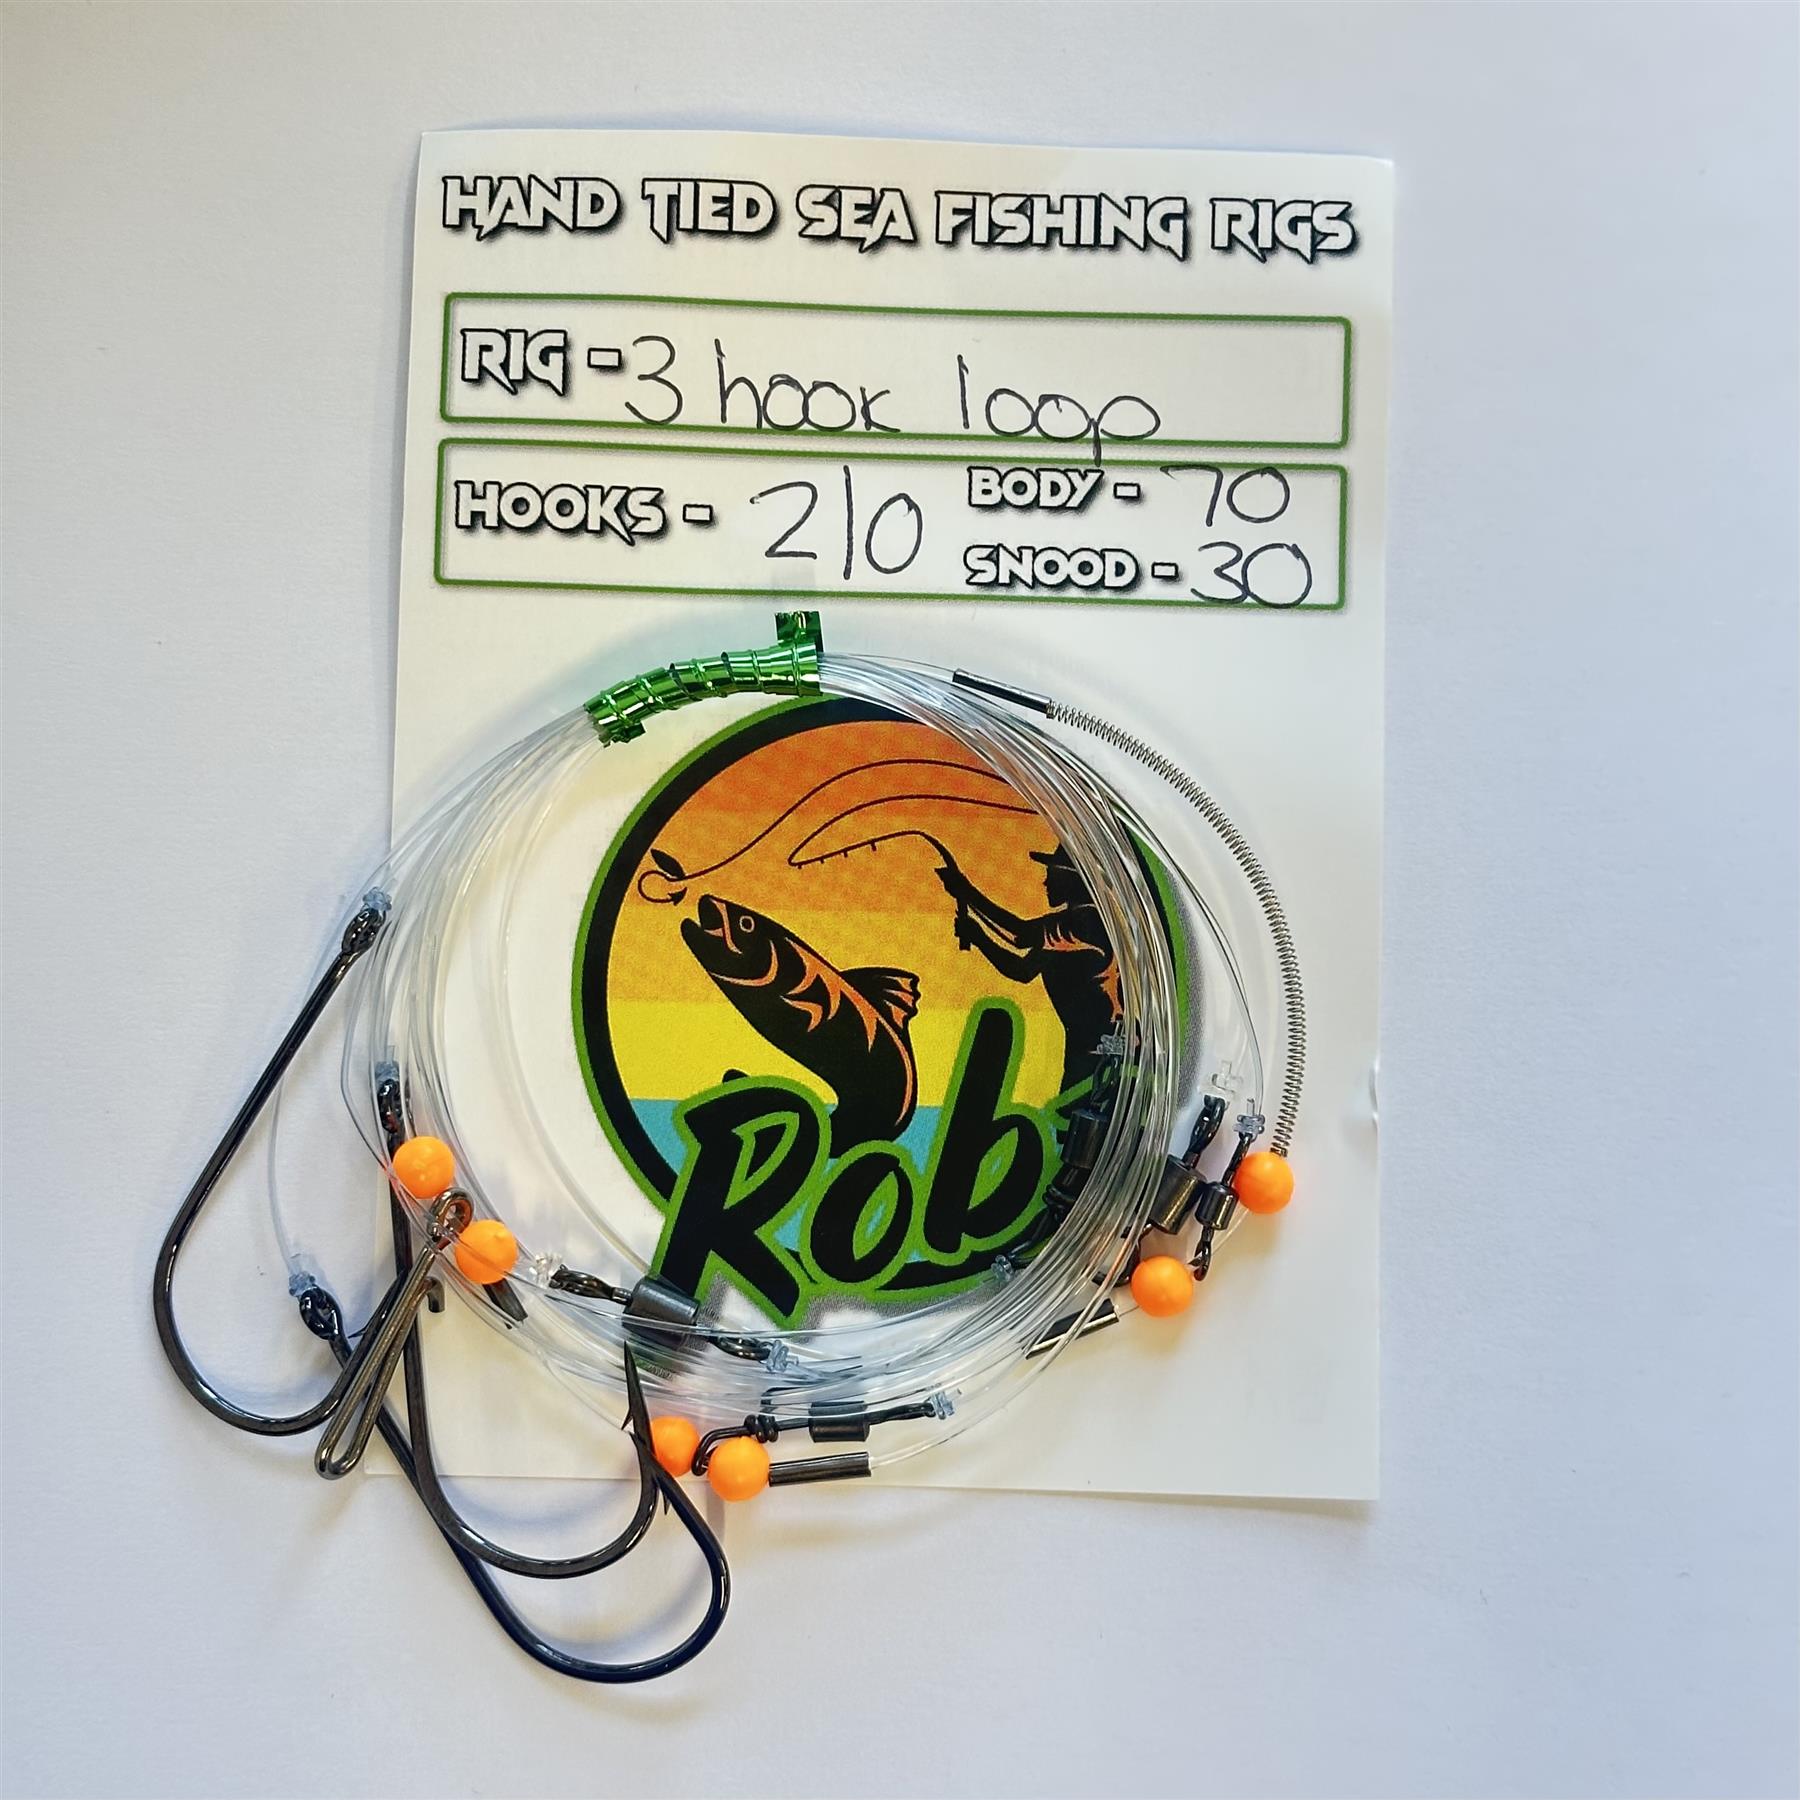 HAND TIED SEA FISHING RIGS
RIG - 3 hook loop
HOOKS - 2/0
BODY - 70
SNOOD - 30
Rob